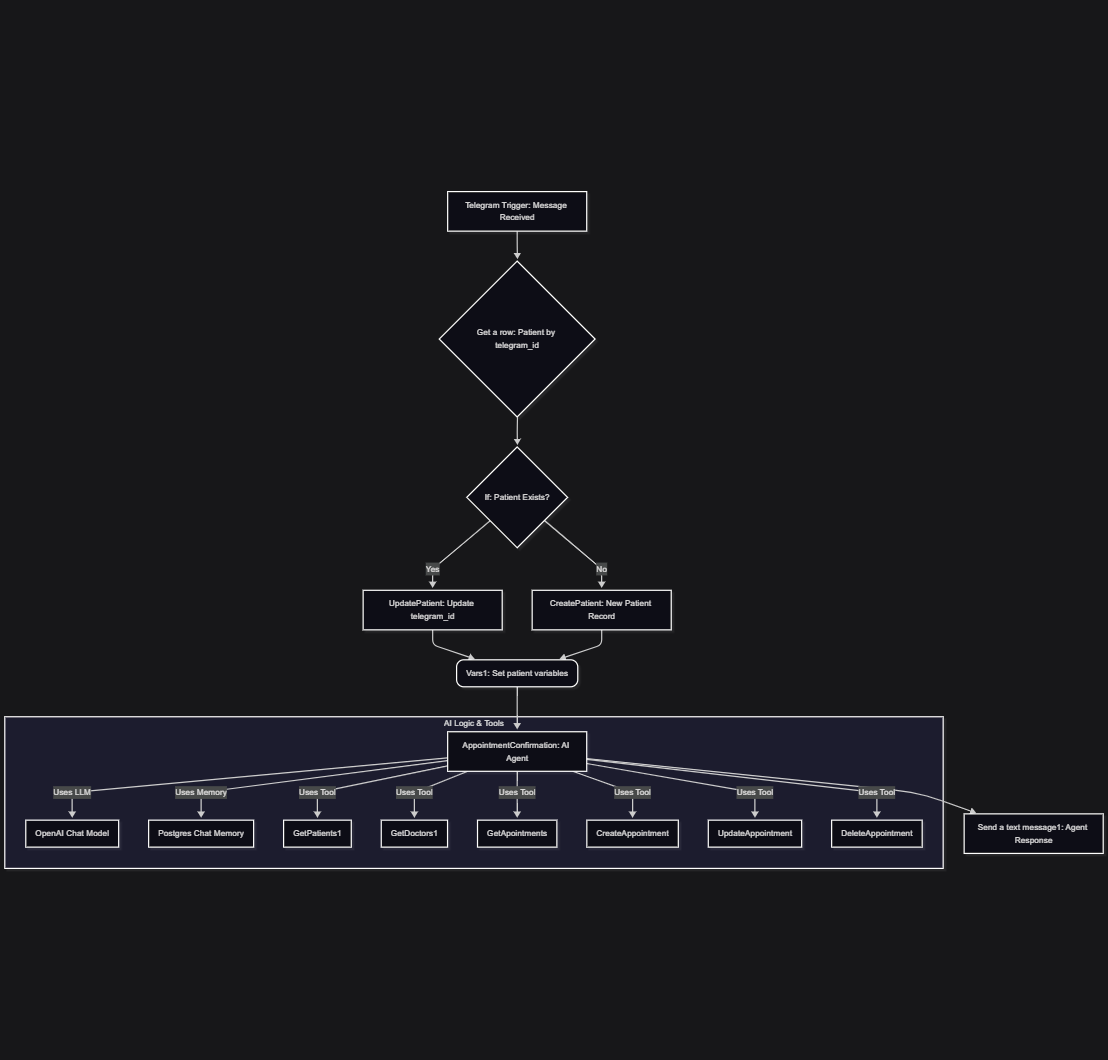 Telegram Trigger: Message
Received
Get a row: Patient by
telegram_id
If: Patient Exists?
Yes
No
UpdatePatient: Update
telegram_id
CreatePatient: New Patient
Record
Vars1: Set patient variables
AI Logic & Tools
AppointmentConfirmation: AI
Agent
Uses LLM
Uses Memory
Uses Tool
Uses Tool
Uses Tool
Uses Tool
Uses Tool
Uses Tool
OpenAI Chat Model
Postgres Chat Memory
GetPatients1
GetDoctors1
GetApointments
CreateAppointment
UpdateAppointment
DeleteAppointment
Send a text message1: Agent
Response